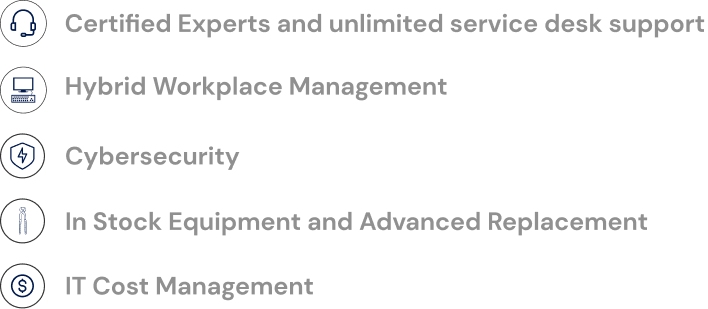 Certified Experts and unlimited service desk support
Hybrid Workplace Management
Cybersecurity
In Stock Equipment and Advanced Replacement
IT Cost Management